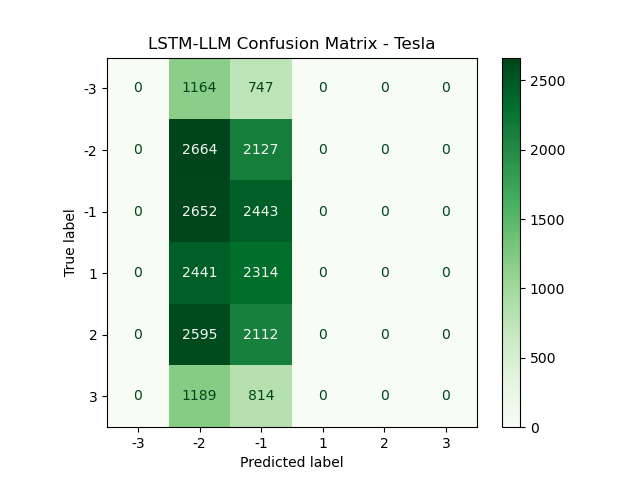 LSTM-LLM Confusion Matrix - Tesla
-3 0 1164 747 0 0 0
-2 0 2664 2127 0 0 0
-1 0 2652 2443 0 0 0
1 0 2441 2314 0 0 0
2 0 2595 2112 0 0 0
3 0 1189 814 0 0 0
-3 -2 -1 1 2 3
Predicted label
True label
2500
2000
1500
1000
500
0